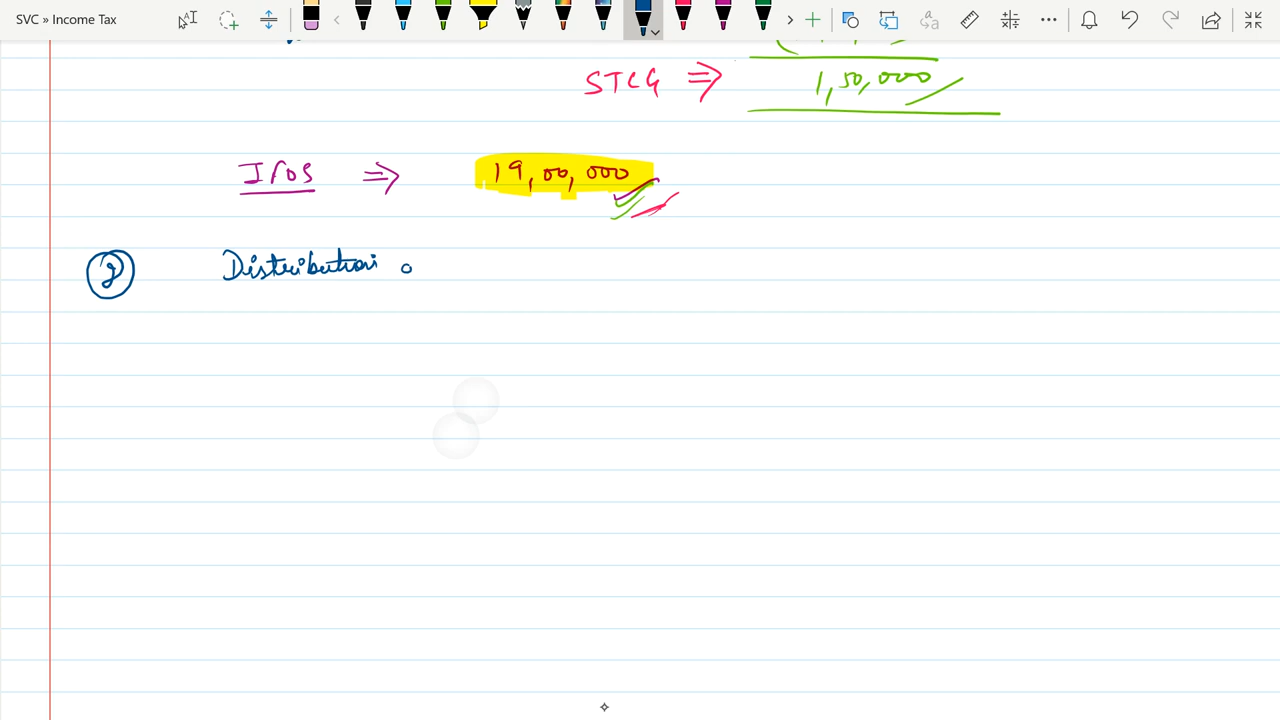 SVC » Income Tax
STCG ⇒ 1,50,000
IFOS ⇒ 19,00,000
2 Distribution o